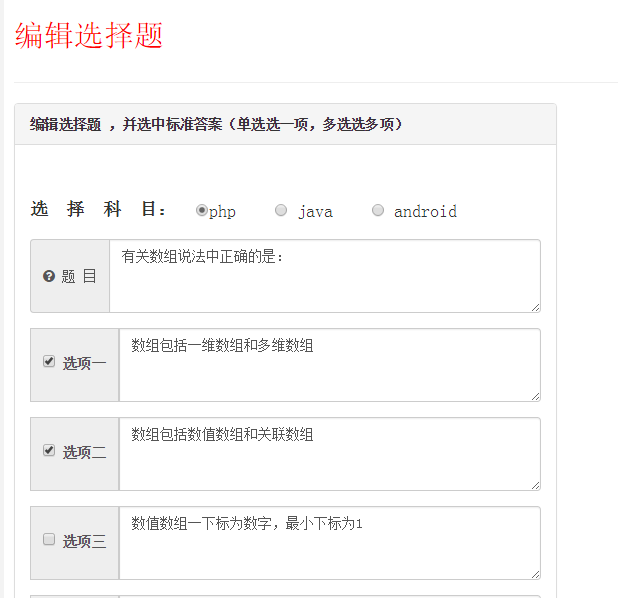 编辑选择题
编辑选择题 ，并选中标准答案（单选选一项，多选选多项）
选 择 科 目： php java android
题 目 有关数组说法中正确的是：
选项一 数组包括一维数组和多维数组
选项二 数组包括数值数组和关联数组
选项三 数值数组一下标为数字，最小下标为1